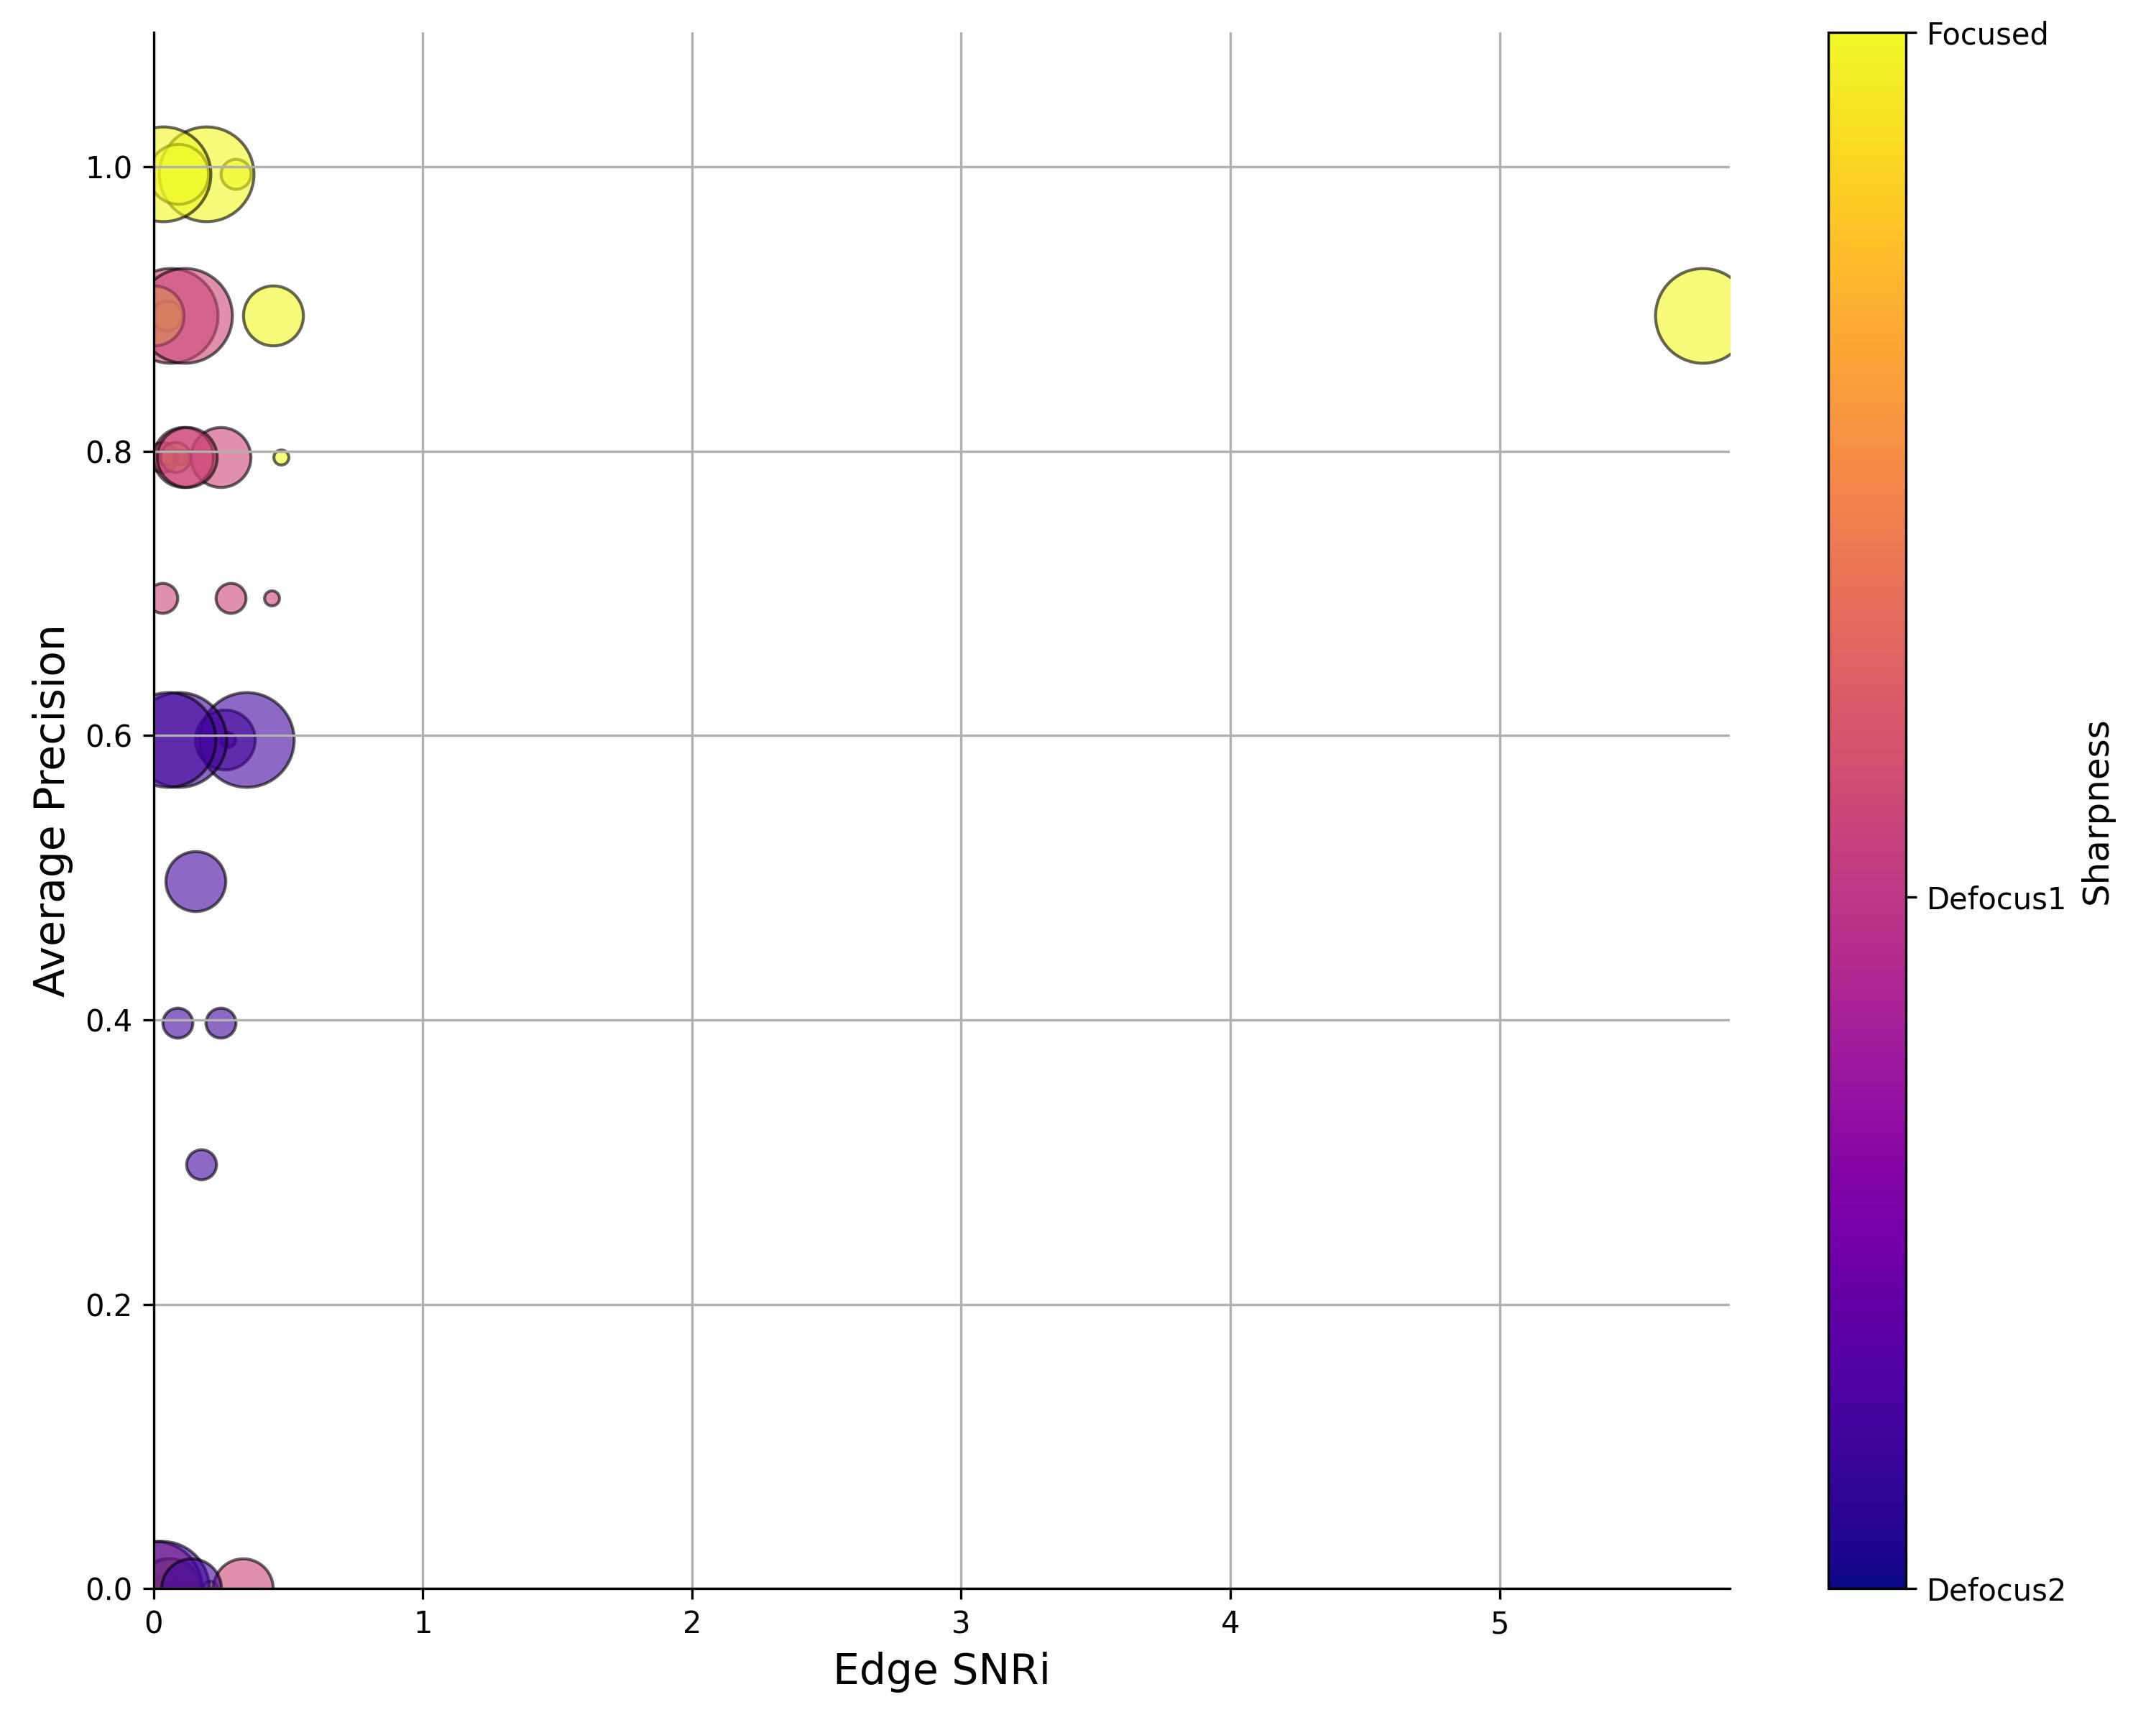 Average Precision
1.0
0.8
0.6
0.4
0.2
0.0
0 1 2 3 4 5
Edge SNRi
Focused
Defocus1
Defocus2
Sharpness